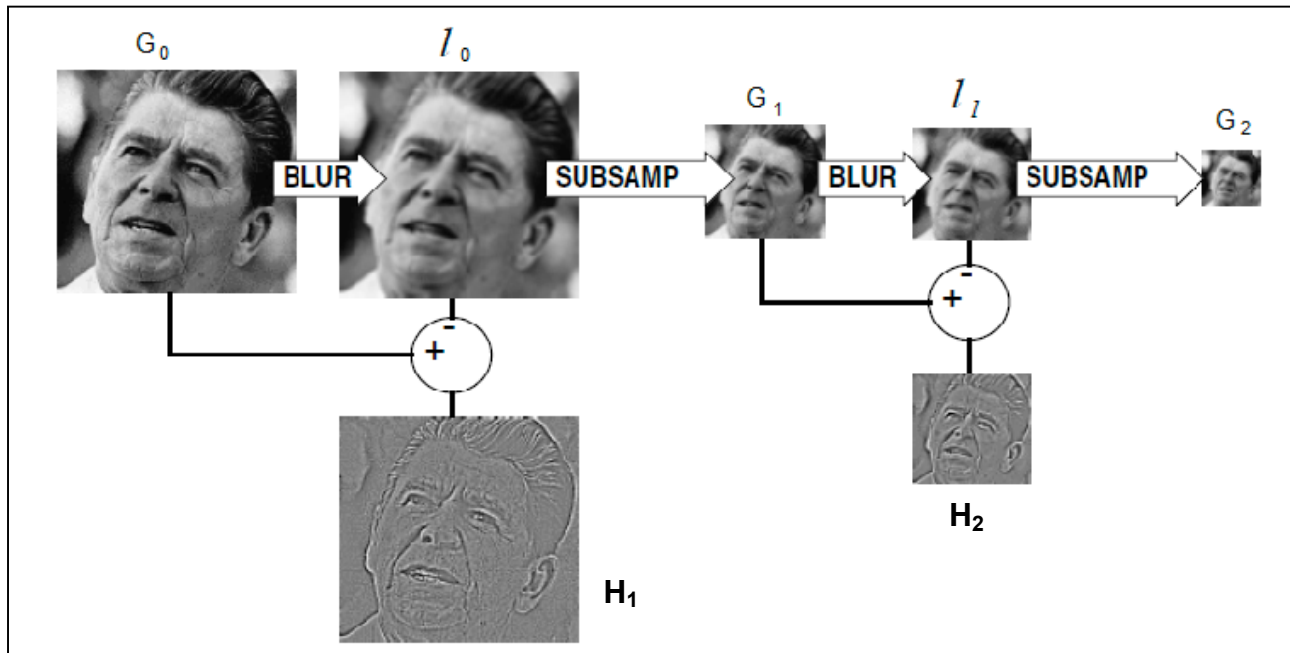 G₀
l₀
G₁
l₁
G₂
BLUR
SUBSAMP
BLUR
SUBSAMP
-
+
-
+
H₂
H₁